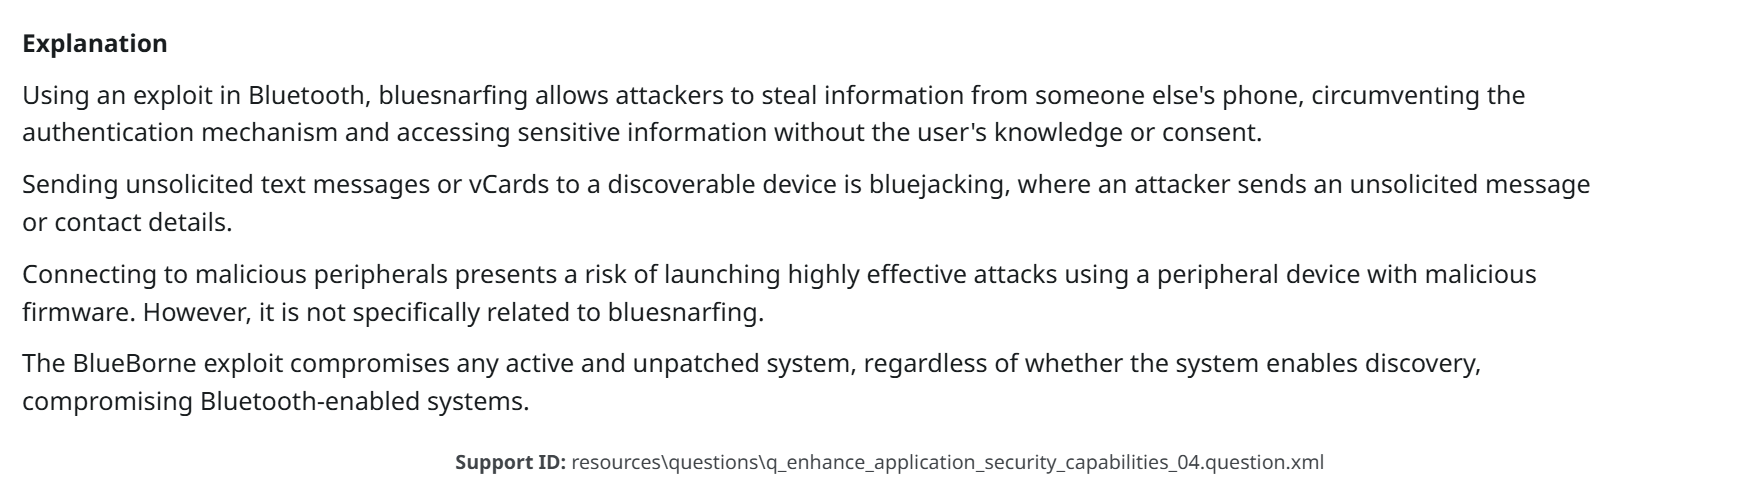 Explanation
Using an exploit in Bluetooth, bluesnarfing allows attackers to steal information from someone else's phone, circumventing the
authentication mechanism and accessing sensitive information without the user's knowledge or consent.
Sending unsolicited text messages or vCards to a discoverable device is bluejacking, where an attacker sends an unsolicited message
or contact details.
Connecting to malicious peripherals presents a risk of launching highly effective attacks using a peripheral device with malicious
firmware. However, it is not specifically related to bluesnarfing.
The BlueBorne exploit compromises any active and unpatched system, regardless of whether the system enables discovery,
compromising Bluetooth-enabled systems.
Support ID: resources\questions\q_enhance_application_security_capabilities_04.question.xml